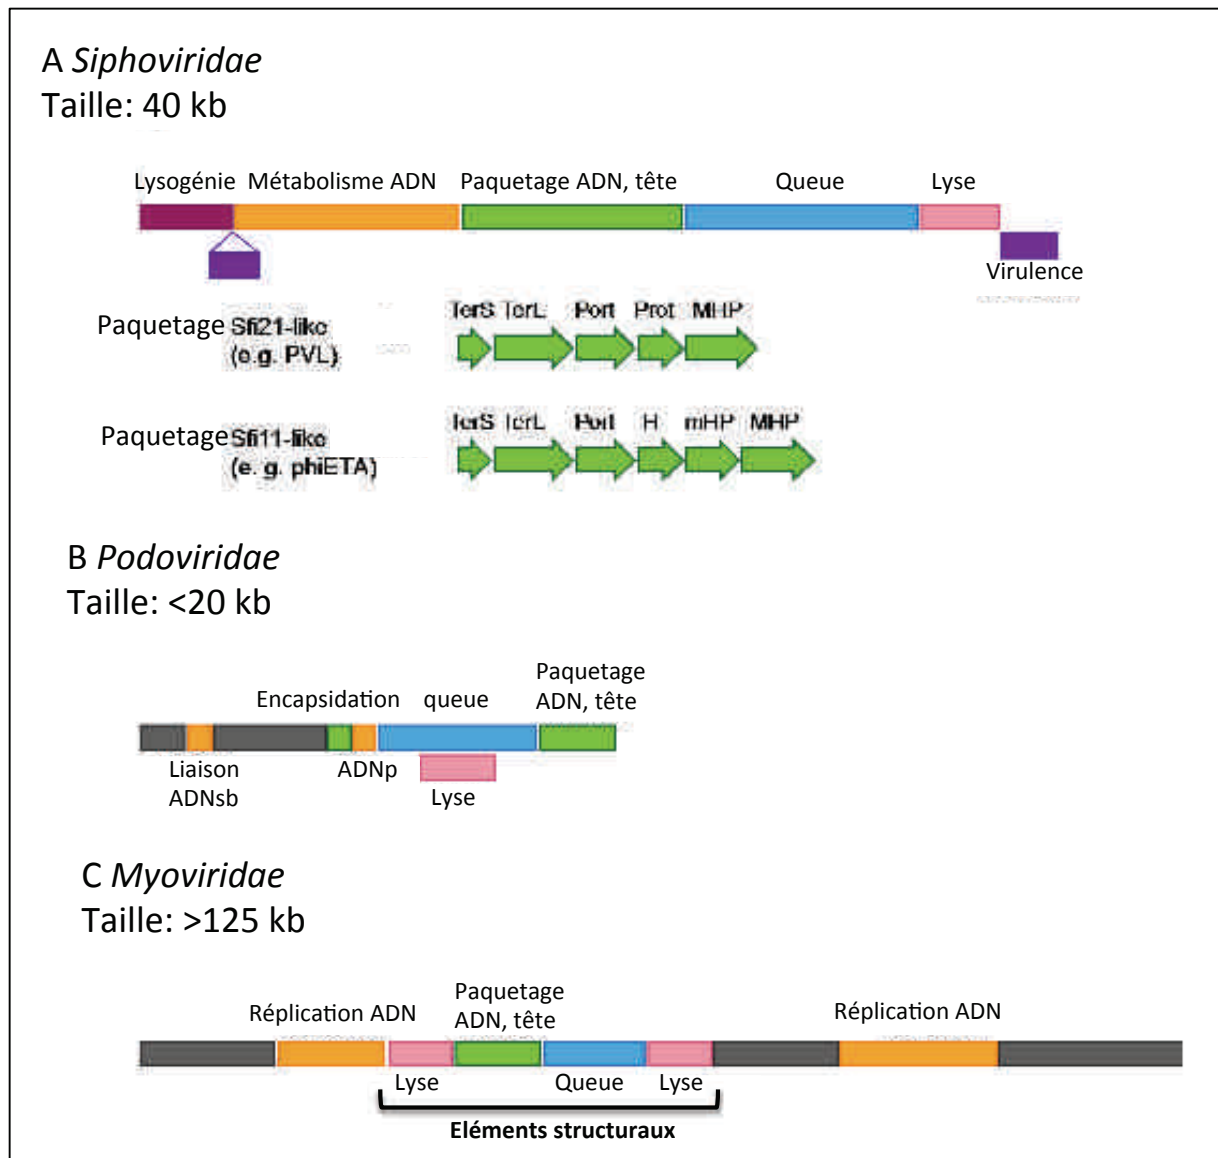 A Siphoviridae
Taille: 40 kb
Lysogénie Métabolisme ADN Paquetage ADN, tête Queue Lyse
Virulence
TerS TerL Port Prot MHP
Paquetage Sfi21-like
(e.g. PVL)
TerS TerL Port H mHP MHP
Paquetage Sfi11-like
(e. g. phiETA)
B Podoviridae
Taille: <20 kb
Paquetage
Encapsidation queue ADN, tête
Liaison ADNp
ADNsb Lyse
C Myoviridae
Taille: >125 kb
Paquetage
Réplication ADN ADN, tête Réplication ADN
Lyse Queue Lyse
Eléments structuraux